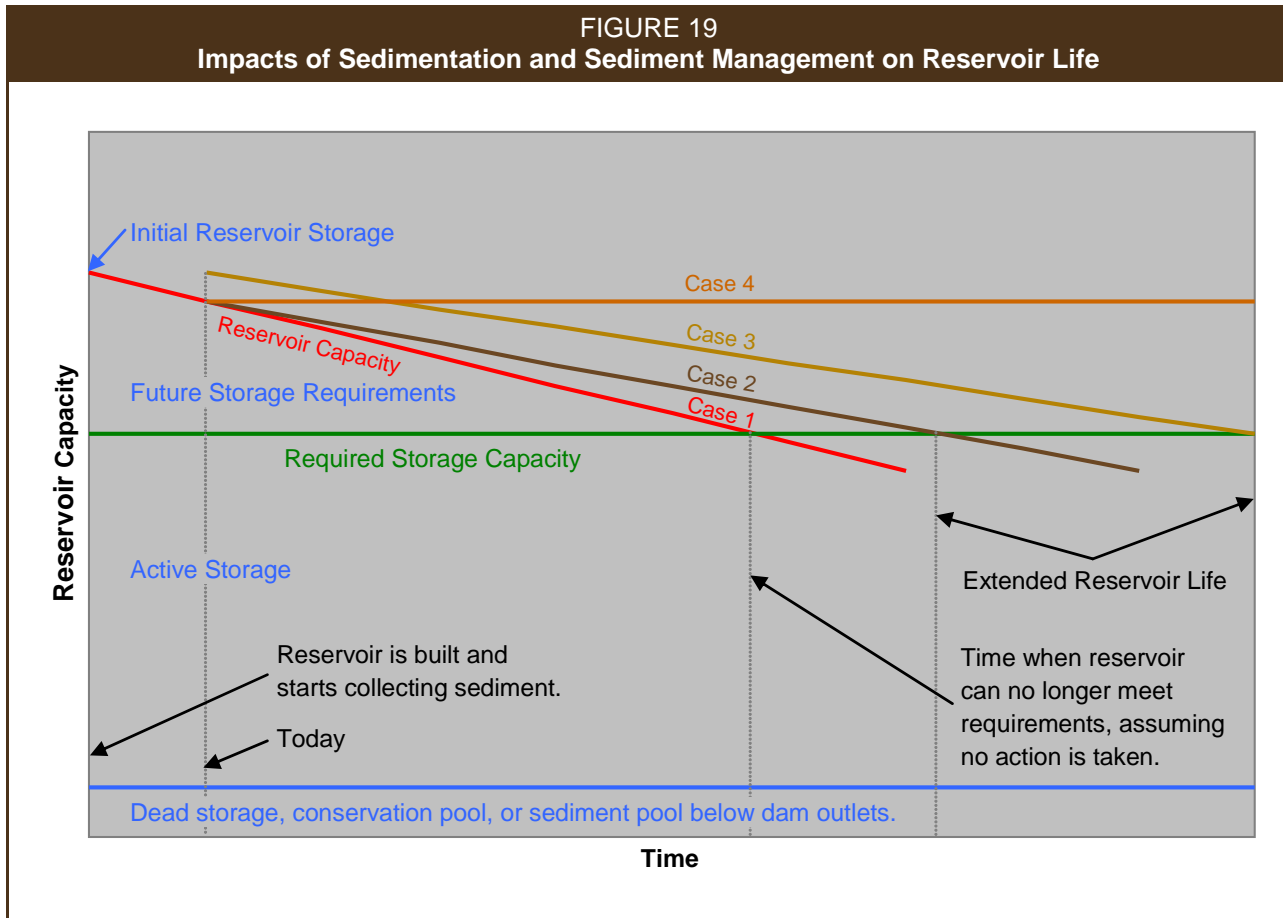 FIGURE 19
Impacts of Sedimentation and Sediment Management on Reservoir Life
Initial Reservoir Storage
Case 4
Reservoir Capacity
Case 3
Case 2
Future Storage Requirements
Case 1
Required Storage Capacity
Reservoir Capacity
Active Storage
Extended Reservoir Life
Reservoir is built and
starts collecting sediment.
Time when reservoir
can no longer meet
requirements, assuming
no action is taken.
Today
Dead storage, conservation pool, or sediment pool below dam outlets.
Time